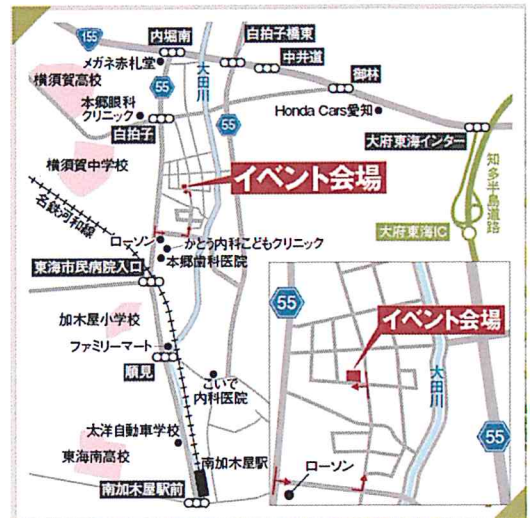 155
内堀南
白拍子橋東
中井道
御林
メガネ赤札堂
横須賀高校
55
大田川
本郷眼科
クリニック
白拍子
55
Honda Cars愛知
大府東海インター
横須賀中学校
イベント会場
知多半島道路
名鉄河和線
ローソン
かとう内科こどもクリニック
本郷歯科医院
大府東海IC
東海市民病院入口
加木屋小学校
ファミリーマート
順見
こいで
内科医院
太洋自動車学校
東海南高校
南加木屋駅
南加木屋駅前
55
イベント会場
大田川
55
ローソン